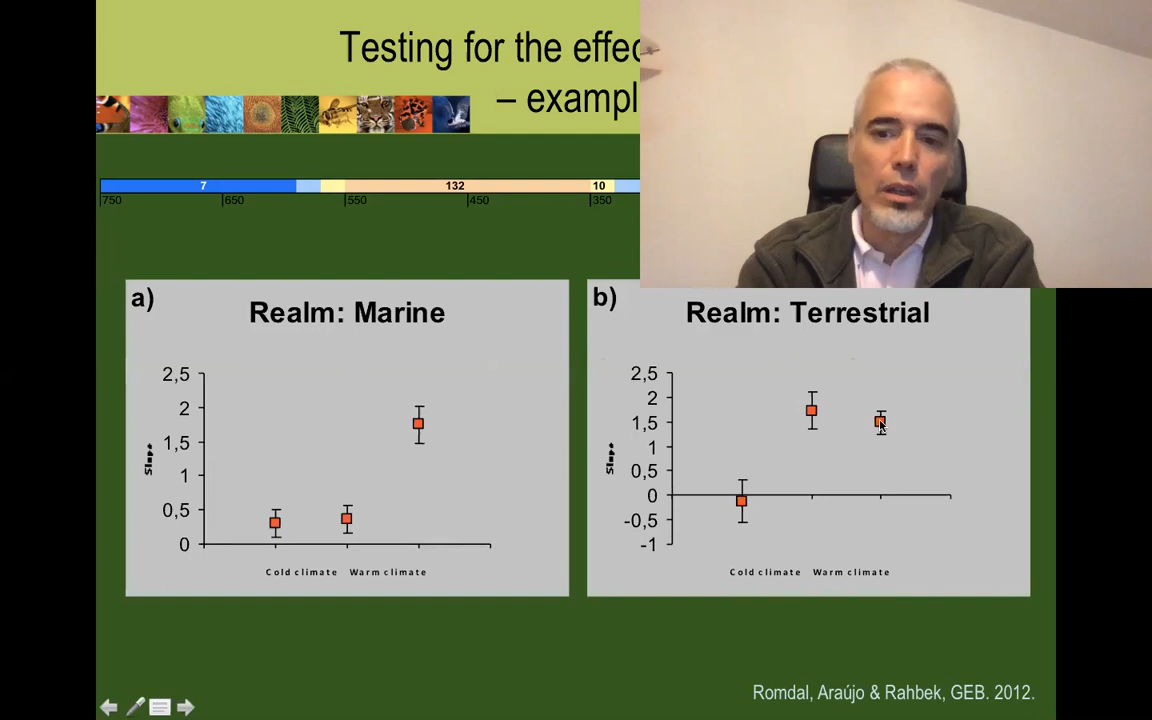 Testing for the effec
– exampl
7 132 10
750 650 550 450 350
a)
Realm: Marine
2,5
2
1,5
1
0,5
0
Slope
Cold climate Warm climate
b)
Realm: Terrestrial
2,5
2
1,5
1
0,5
0
-0,5
-1
Slope
Cold climate Warm climate
Romdal, Araújo & Rahbek, GEB. 2012.